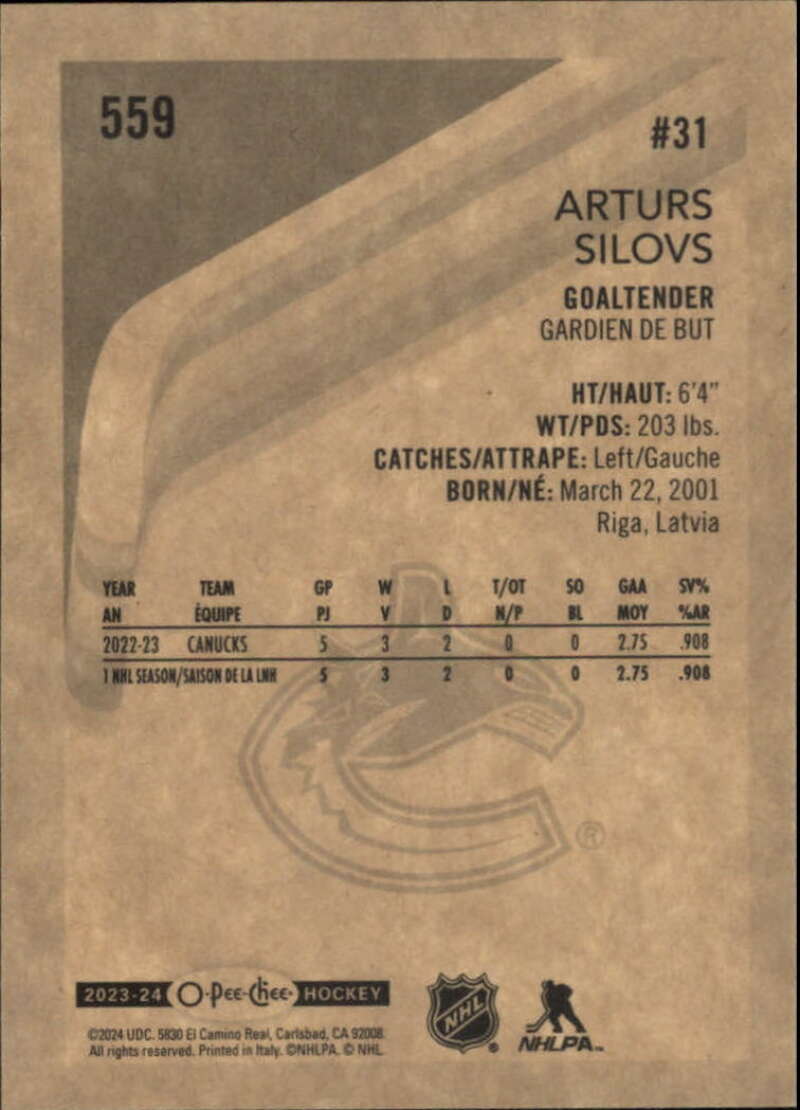 559
#31
ARTURS
SILOVS
GOALTENDER
GARDIEN DE BUT
HT/HAUT: 6'4"
WT/PDS: 203 lbs.
CATCHES/ATTRAPE: Left/Gauche
BORN/NÉ: March 22, 2001
Riga, Latvia
YEAR TEAM GP W L T/OT SO GAA SV%
AN ÉQUIPE PJ V D N/P BL MOY %AR
2022-23 CANUCKS 5 3 2 0 0 2.75 .908
1 NHL SEASON/SAISON DE LA LNH 5 3 2 0 0 2.75 .908
®
2023-24 O-Pee-Chee HOCKEY
©2024 UDC. 5830 El Camino Real, Carlsbad, CA 92008.
All rights reserved. Printed in Italy. ©NHLPA. © NHL.
NHL
NHLPA™